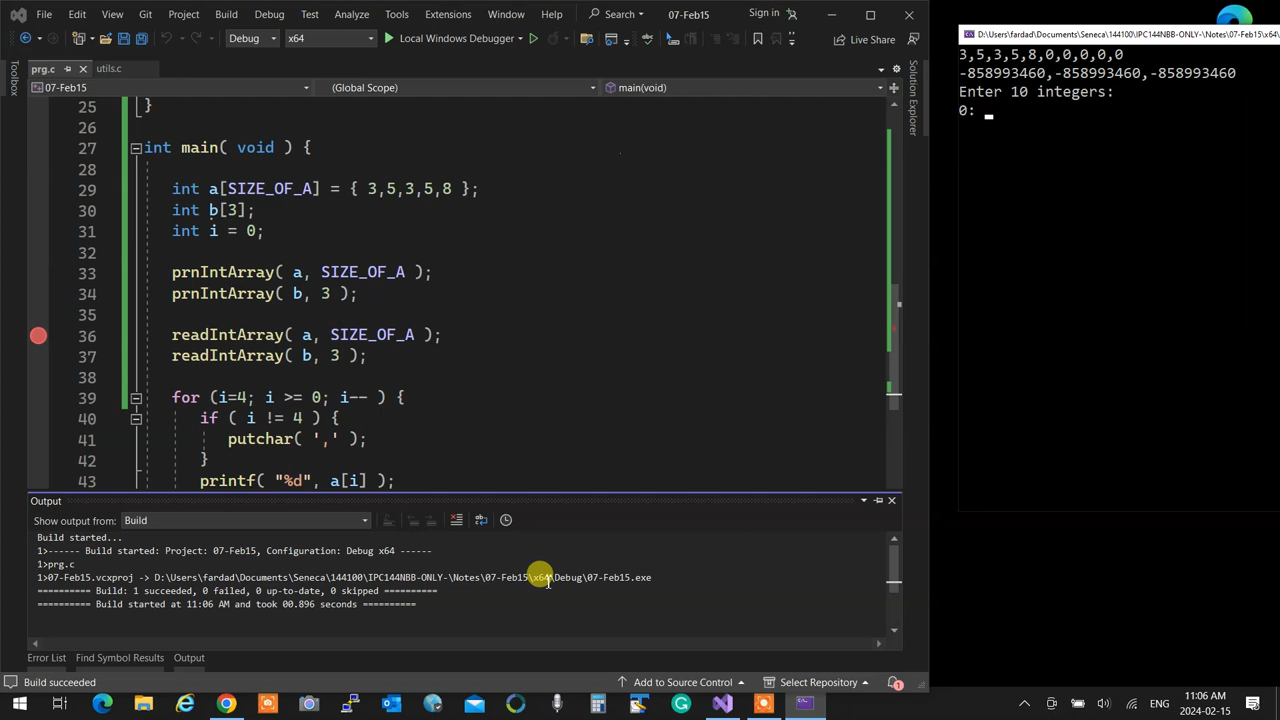 File Edit View Git Project Build Debug Test Analyze Tools Extensions Window Help Search 07-Feb15 Sign in
Debug x64 Local Windows Debugger Live Share
prg.c utils.c
07-Feb15 (Global Scope) main(void)
Toolbox
Solution Explorer
25 }
26
27 int main( void ) {
28
29 int a[SIZE_OF_A] = { 3,5,3,5,8 };
30 int b[3];
31 int i = 0;
32
33 prnIntArray( a, SIZE_OF_A );
34 prnIntArray( b, 3 );
35
36 readIntArray( a, SIZE_OF_A );
37 readIntArray( b, 3 );
38
39 for (i=4; i >= 0; i-- ) {
40 if ( i != 4 ) {
41 putchar( ',' );
42 }
43 printf( "%d", a[i] );
Output
Show output from: Build
Build started...
1>------ Build started: Project: 07-Feb15, Configuration: Debug x64 ------
1>prg.c
1>07-Feb15.vcxproj -> D:\Users\fardad\Documents\Seneca\144100\IPC144NBB-ONLY-\Notes\07-Feb15\x64\Debug\07-Feb15.exe
========== Build: 1 succeeded, 0 failed, 0 up-to-date, 0 skipped ==========
========== Build started at 11:06 AM and took 00.896 seconds ==========
Error List Find Symbol Results Output
Build succeeded Add to Source Control Select Repository 1
D:\Users\fardad\Documents\Seneca\144100\IPC144NBB-ONLY-\Notes\07-Feb15\x64\
3,5,3,5,8,0,0,0,0,0
-858993460,-858993460,-858993460
Enter 10 integers:
0:
ENG 11:06 AM
2024-02-15